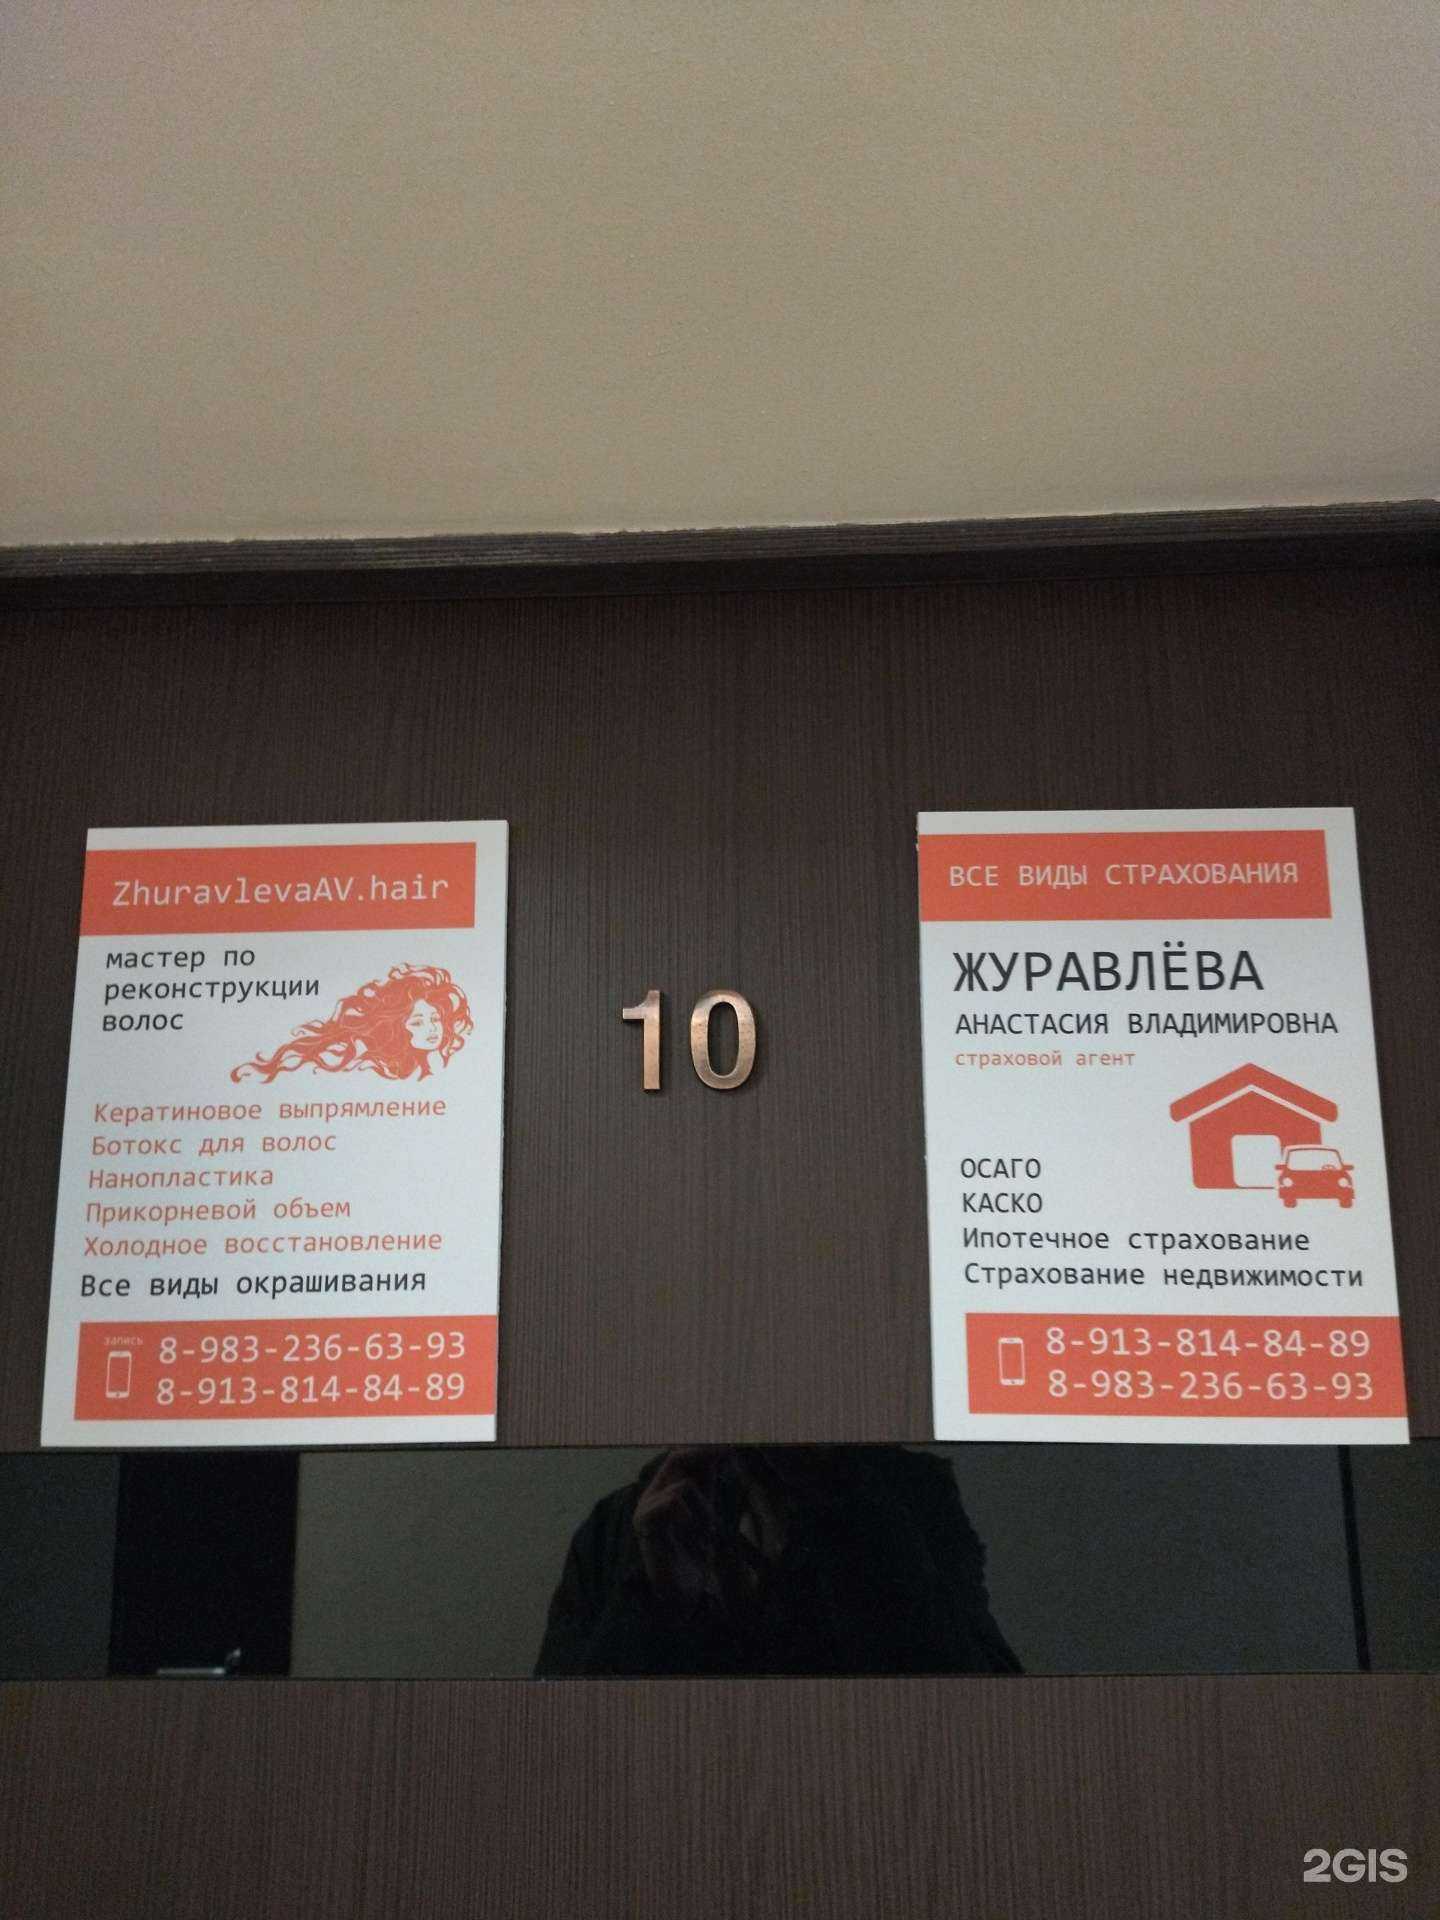 ZhuravlevaAV.hair
мастер по
реконструкции
волос
Кератиновое выпрямление
Ботокс для волос
Нанопластика
Прикорневой объем
Холодное восстановление
Все виды окрашивания
запись
8-983-236-63-93
8-913-814-84-89
10
ВСЕ ВИДЫ СТРАХОВАНИЯ
ЖУРАВЛЁВА
АНАСТАСИЯ ВЛАДИМИРОВНА
страховой агент
ОСАГО
КАСКО
Ипотечное страхование
Страхование недвижимости
8-913-814-84-89
8-983-236-63-93
2GIS